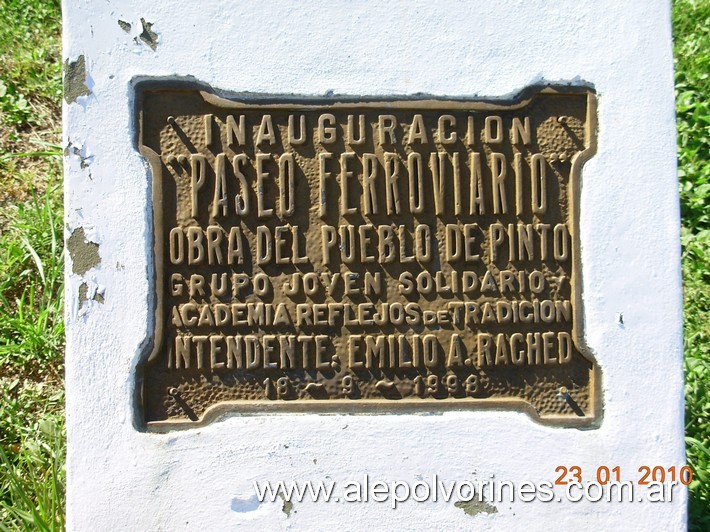 INAUGURACION
"PASEO FERROVIARIO"
OBRA DEL PUEBLO DE PINTO
GRUPO JOVEN SOLIDARIO Y
ACADEMIA REFLEJOS DE TRADICION
INTENDENTE: EMILIO A. RACHED
18 ~ 9 ~ 1998
23 01 2010
www.alepolvorines.com.ar